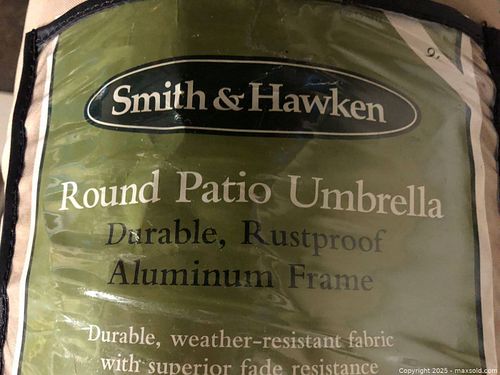 Smith & Hawken
Round Patio Umbrella
Durable, Rustproof
Aluminum Frame
Durable, weather-resistant fabric
with superior fade resistance
Copyright 2025 - maxsold.com